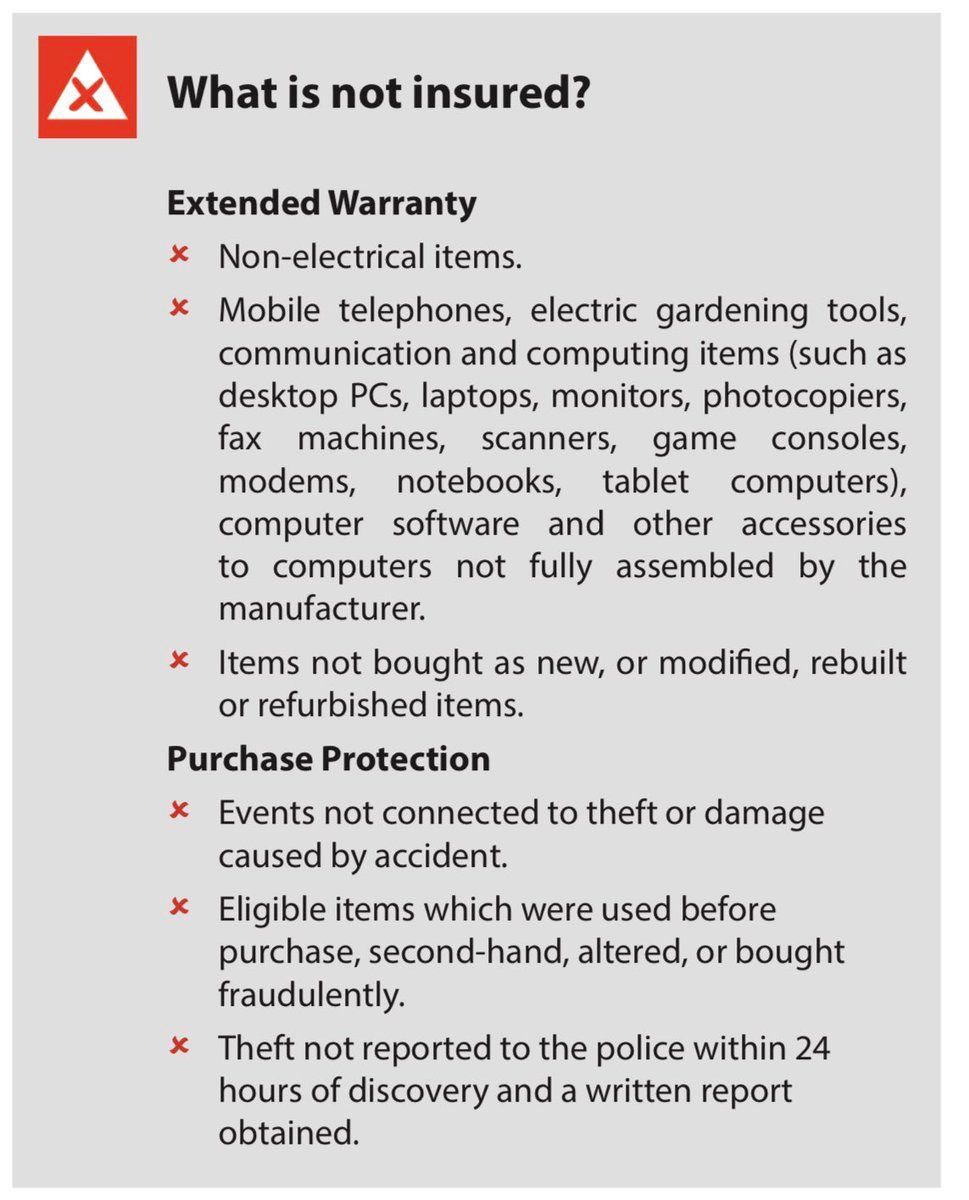 What is not insured?
Extended Warranty
✘ Non-electrical items.
✘ Mobile telephones, electric gardening tools,
communication and computing items (such as
desktop PCs, laptops, monitors, photocopiers,
fax machines, scanners, game consoles,
modems, notebooks, tablet computers),
computer software and other accessories
to computers not fully assembled by the
manufacturer.
✘ Items not bought as new, or modified, rebuilt
or refurbished items.
Purchase Protection
✘ Events not connected to theft or damage
caused by accident.
✘ Eligible items which were used before
purchase, second-hand, altered, or bought
fraudulently.
✘ Theft not reported to the police within 24
hours of discovery and a written report
obtained.